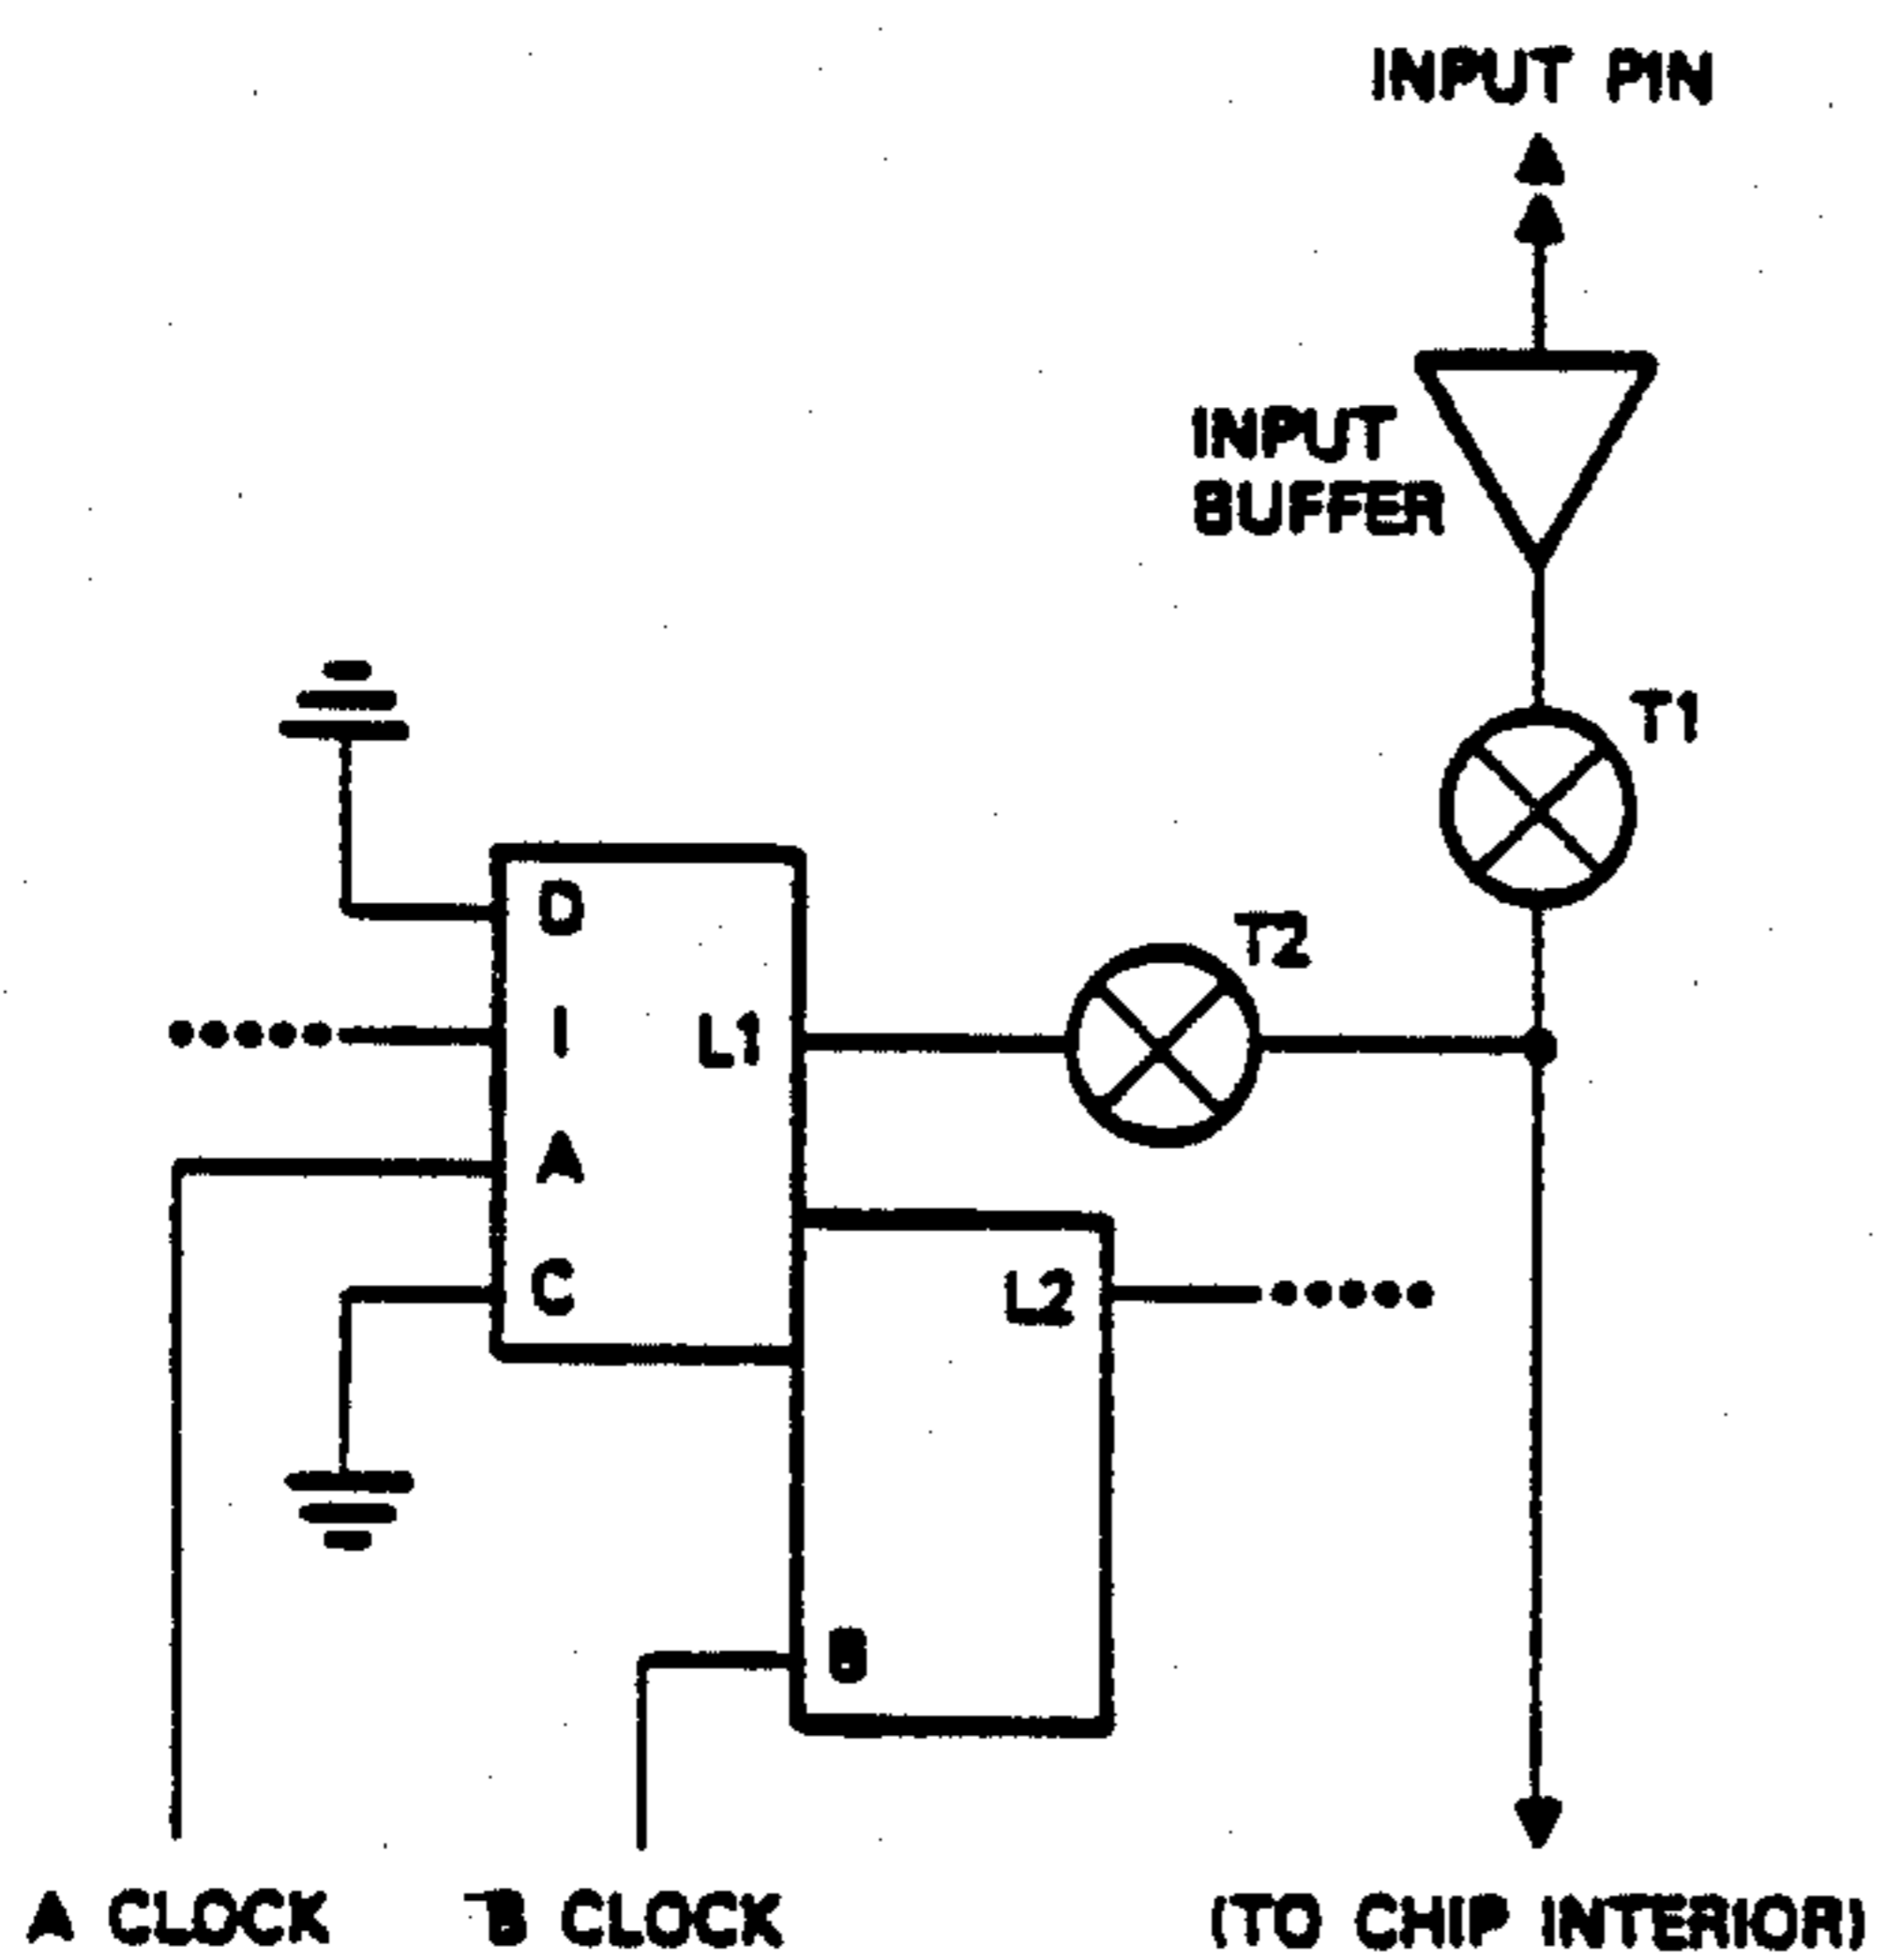 INPUT PIN
INPUT
BUFFER
T1
D
T2
I
L1
A
C
L2
B
A CLOCK
B CLOCK
(TO CHIP INTERIOR)